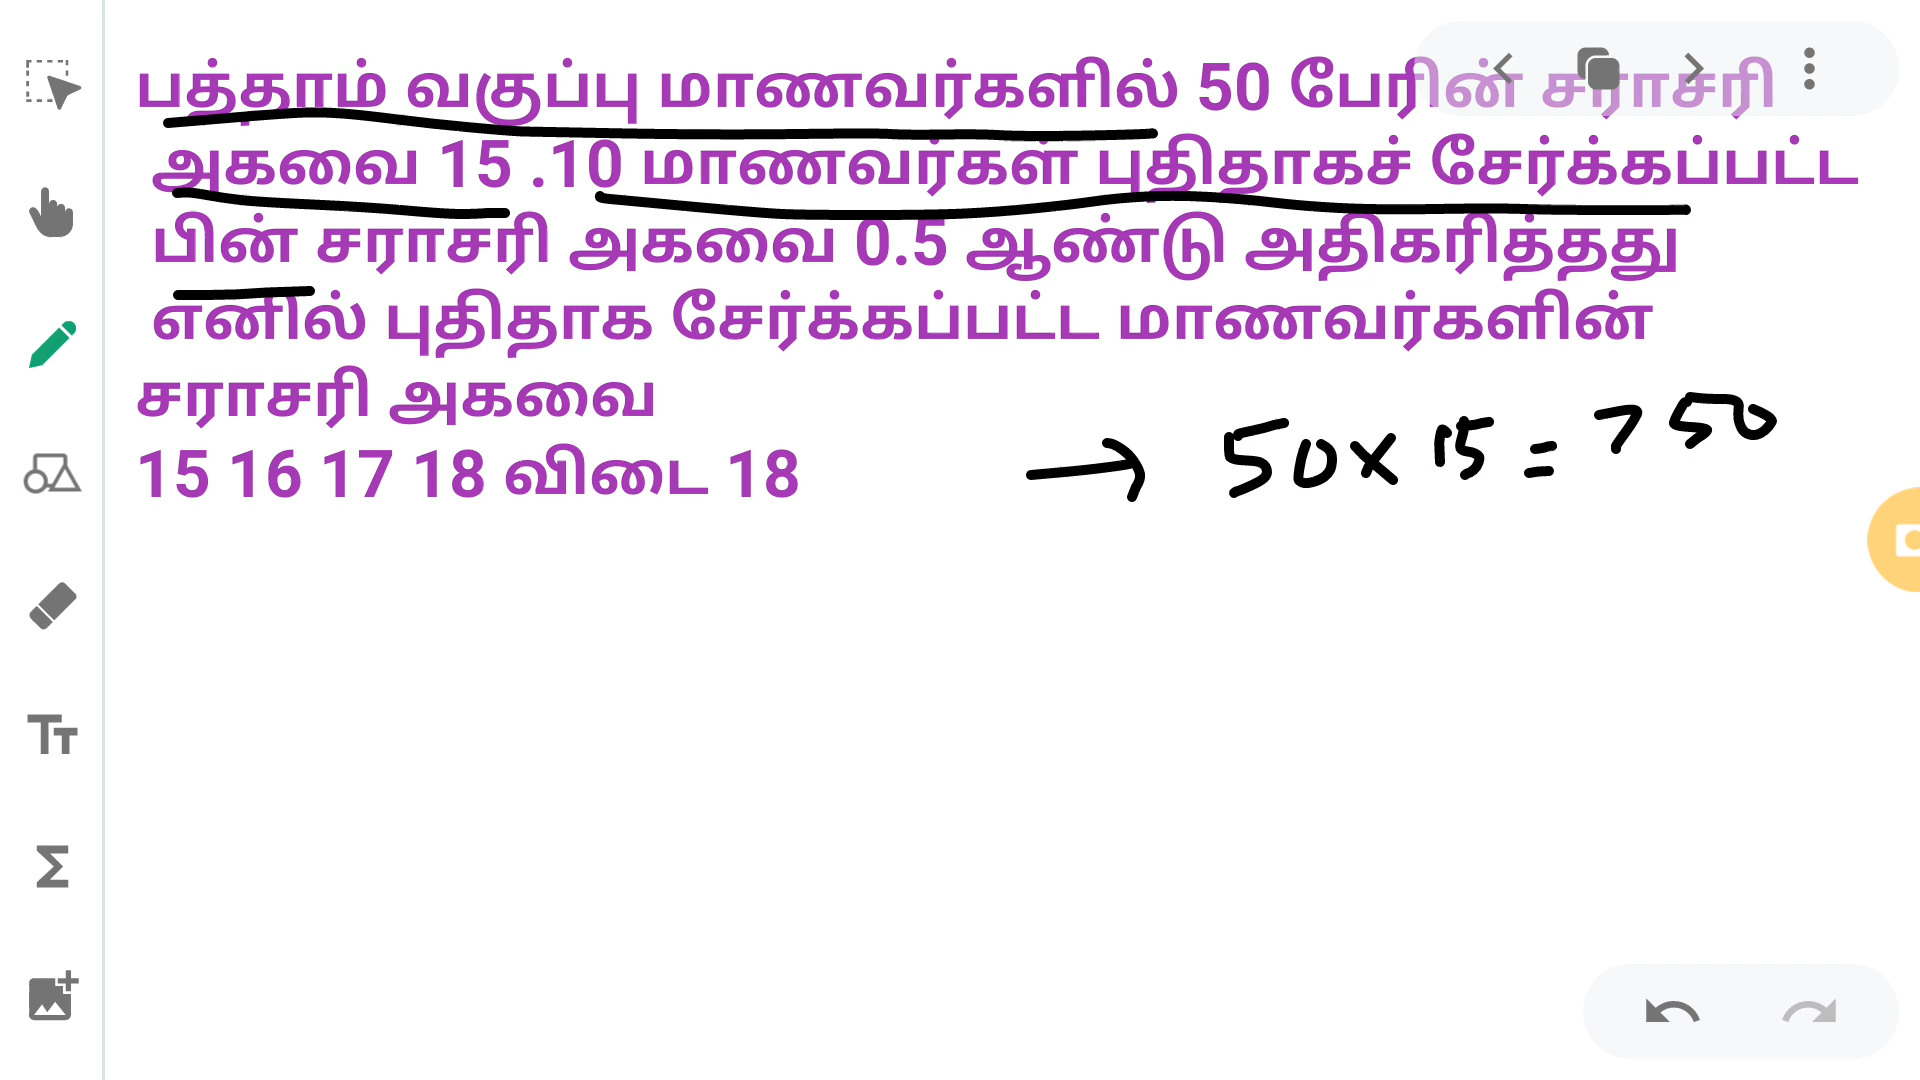 பத்தாம் வகுப்பு மாணவர்களில் 50 பேரின் சராசரி
அகவை 15 .10 மாணவர்கள் புதிதாகச் சேர்க்கப்பட்ட
பின் சராசரி அகவை 0.5 ஆண்டு அதிகரித்தது
எனில் புதிதாக சேர்க்கப்பட்ட மாணவர்களின்
சராசரி அகவை
15 16 17 18 விடை 18
→ 50 x 15 = 750